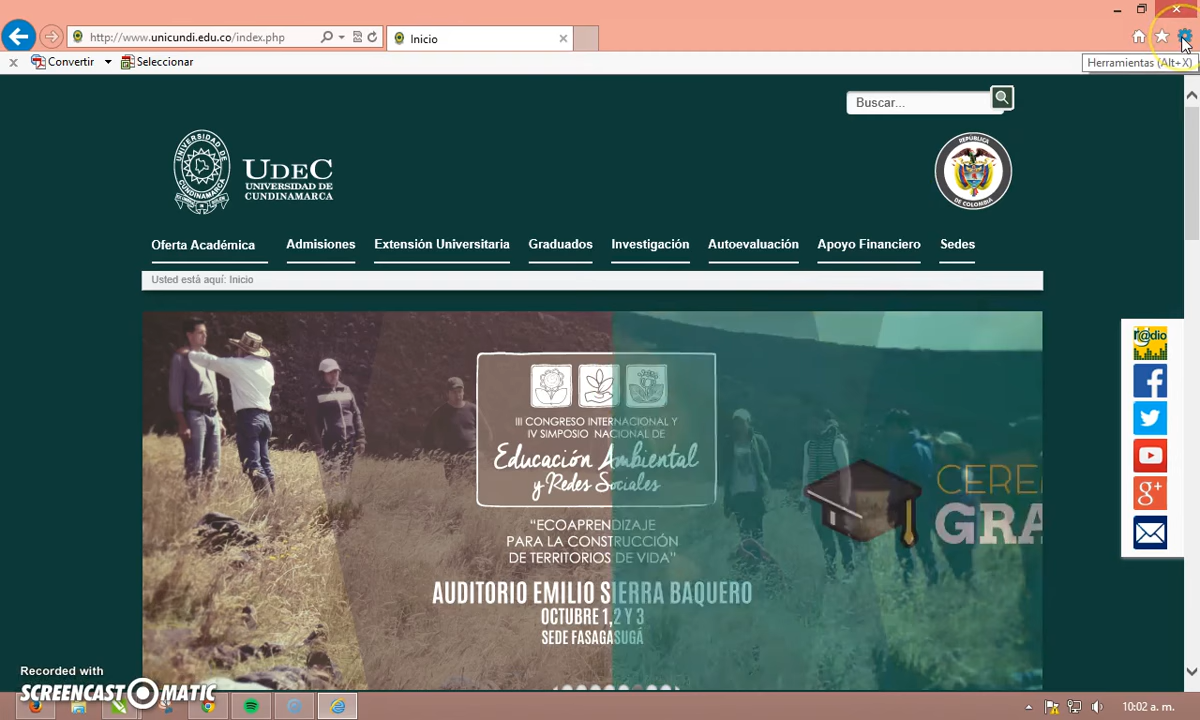 http://www.unicundi.edu.co/index.php
Inicio
Convertir
Seleccionar
Herramientas (Alt+X)
Buscar...
UNIVERSIDAD DE CUNDINAMARCA
UDEC
UNIVERSIDAD DE
CUNDINAMARCA
REPÚBLICA
DE COLOMBIA
Oferta Académica
Admisiones
Extensión Universitaria
Graduados
Investigación
Autoevaluación
Apoyo Financiero
Sedes
Usted está aquí: Inicio
r@dio
III CONGRESO INTERNACIONAL Y
IV SIMPOSIO NACIONAL DE
Educación Ambiental
y Redes Sociales
"ECOAPRENDIZAJE
PARA LA CONSTRUCCIÓN
DE TERRITORIOS DE VIDA"
AUDITORIO EMILIO SIERRA BAQUERO
OCTUBRE 1,2 Y 3
SEDE FASAGASUGÁ
CERE
GRA
Recorded with
SCREENCAST-O-MATIC
10:02 a. m.